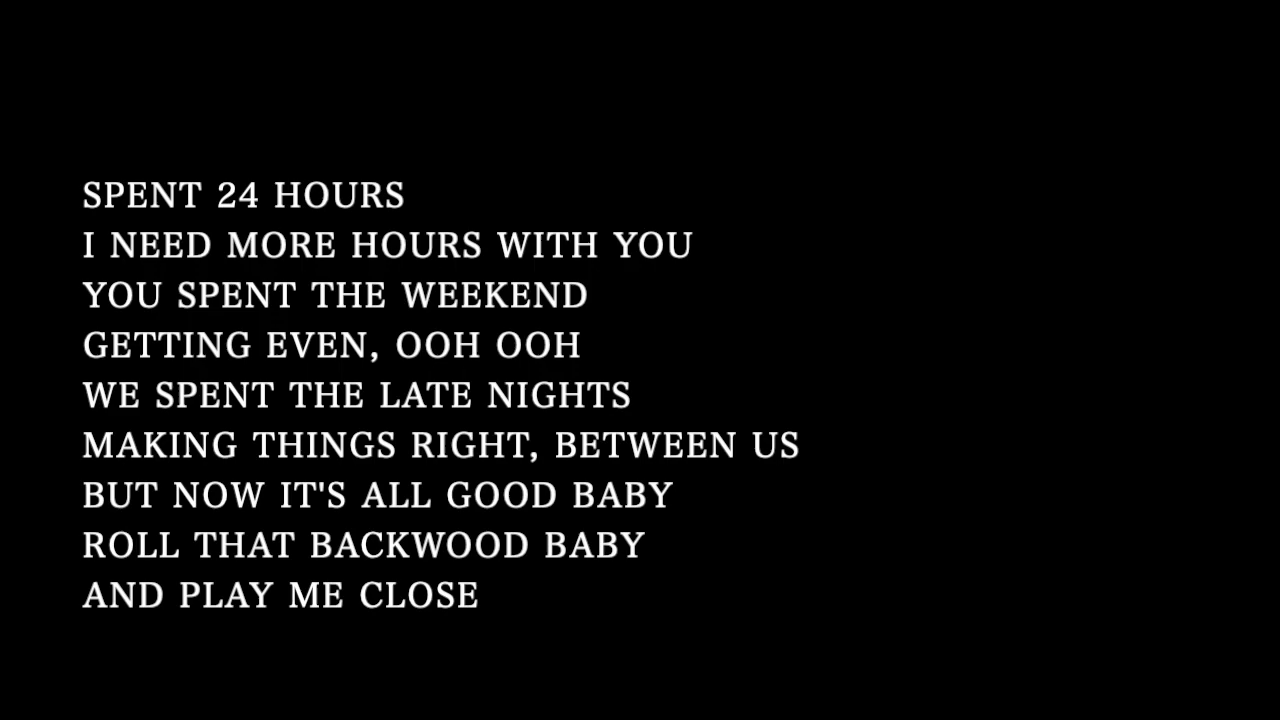 SPENT 24 HOURS
I NEED MORE HOURS WITH YOU
YOU SPENT THE WEEKEND
GETTING EVEN, OOH OOH
WE SPENT THE LATE NIGHTS
MAKING THINGS RIGHT, BETWEEN US
BUT NOW IT'S ALL GOOD BABY
ROLL THAT BACKWOOD BABY
AND PLAY ME CLOSE